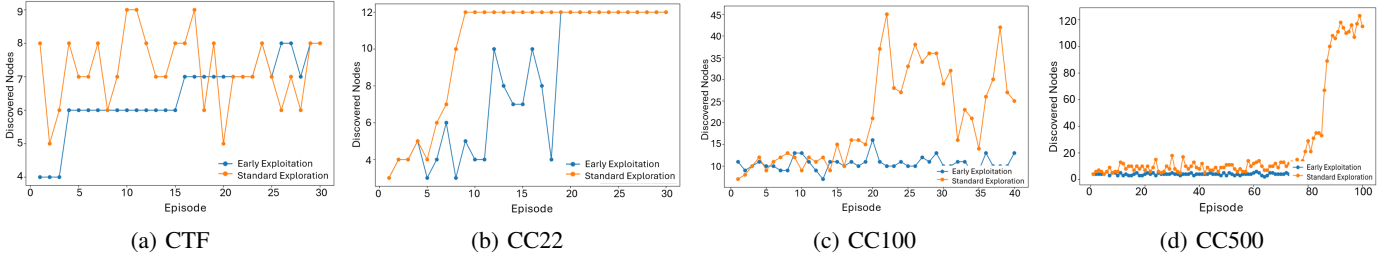 9
8
7
6
5
4
Discovered Nodes
0 5 10 15 20 25 30
Episode
Early Exploitation
Standard Exploration
(a) CTF
12
10
8
6
4
Discovered Nodes
0 5 10 15 20 25 30
Episode
Early Exploitation
Standard Exploration
(b) CC22
45
40
35
30
25
20
15
10
Discovered Nodes
0 5 10 15 20 25 30 35 40
Episode
Early Exploitation
Standard Exploration
(c) CC100
120
100
80
60
40
20
0
Discovered Nodes
0 20 40 60 80 100
Episode
Early Exploitation
Standard Exploration
(d) CC500